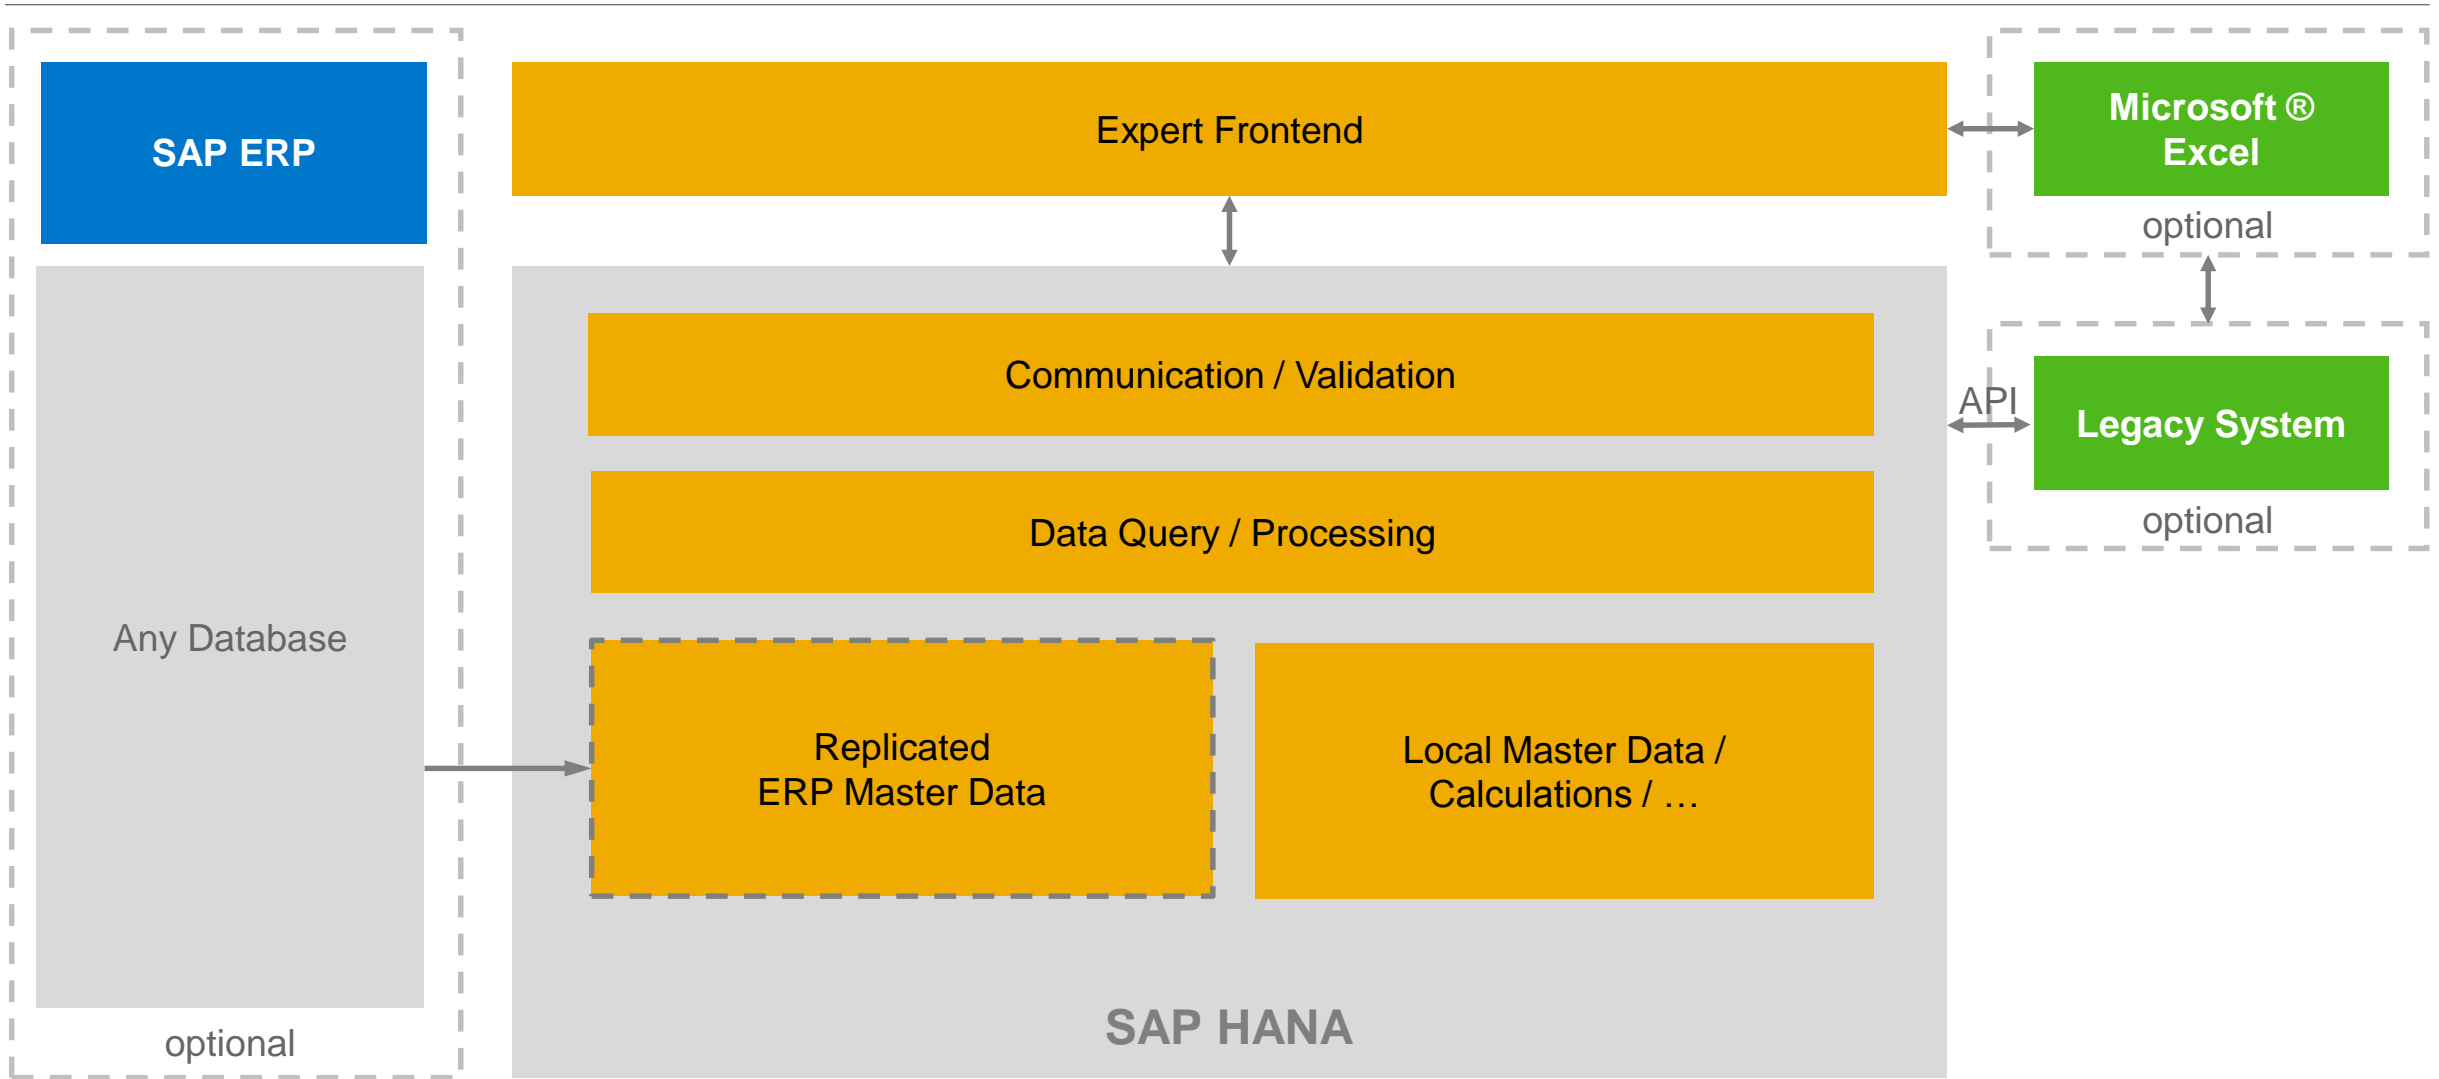 SAP ERP
Any Database
optional
Expert Frontend
Communication / Validation
Data Query / Processing
Replicated
ERP Master Data
Local Master Data /
Calculations / …
SAP HANA
Microsoft ®
Excel
optional
API
Legacy System
optional